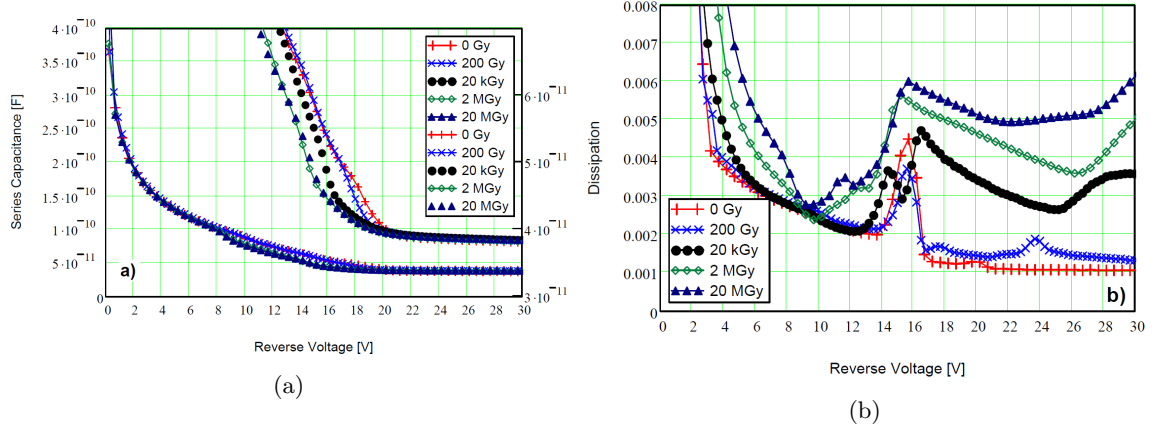 Series Capacitance [F]
4·10⁻¹⁰
3.5·10⁻¹⁰
3·10⁻¹⁰
2.5·10⁻¹⁰
2·10⁻¹⁰
1.5·10⁻¹⁰
1·10⁻¹⁰
5·10⁻¹¹
0
0 Gy
200 Gy
20 kGy
2 MGy
20 MGy
0 Gy
200 Gy
20 kGy
2 MGy
20 MGy
6·10⁻¹¹
5·10⁻¹¹
4·10⁻¹¹
3·10⁻¹¹
a)
0 2 4 6 8 10 12 14 16 18 20 22 24 26 28 30
Reverse Voltage [V]
(a)
b)
Dissipation
0.008
0.007
0.006
0.005
0.004
0.003
0.002
0.001
0
0 Gy
200 Gy
20 kGy
2 MGy
20 MGy
b)
2 4 6 8 10 12 14 16 18 20 22 24 26 28 30
Reverse Voltage [V]
(b)